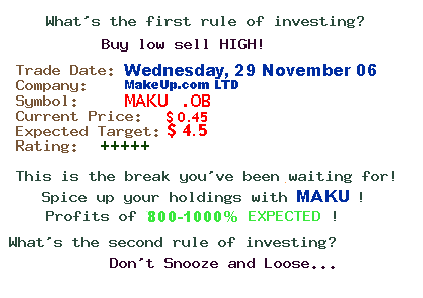 What's the first rule of investing?
Buy low sell HIGH!
Trade Date: Wednesday, 29 November 06
Company: MakeUp.com LTD
Symbol: MAKU .OB
Current Price: $ 0.45
Expected Target: $ 4.5
Rating: +++++
This is the break you've been waiting for!
Spice up your holdings with MAKU !
Profits of 800-1000% EXPECTED !
What's the second rule of investing?
Don't Snooze and Loose...